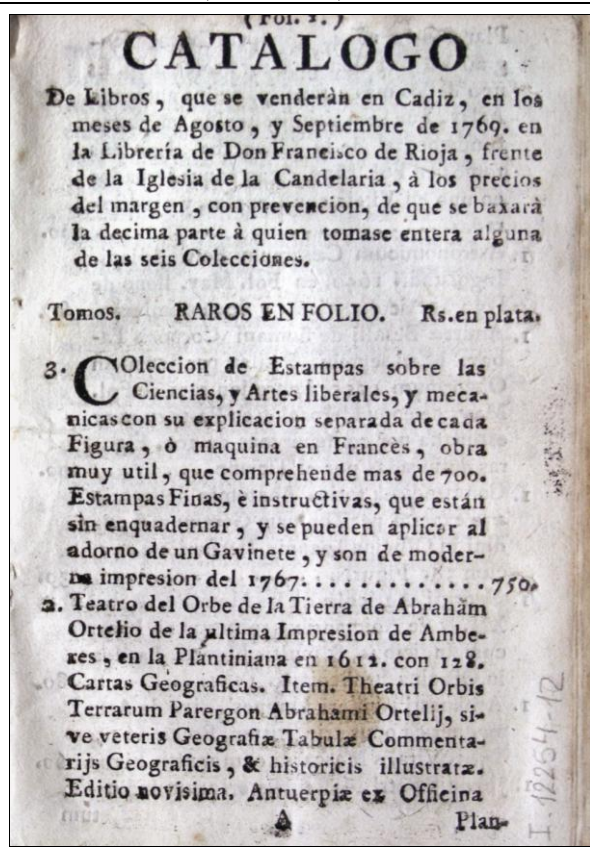 (Fol. 1.)
CATALOGO
De Libros, que se venderàn en Cadiz, en los
meses de Agosto, y Septiembre de 1769. en
la Librería de Don Francisco de Rioja, frente
de la Iglesia de la Candelaria, à los precios
del margen, con prevencion, de que se baxarà
la decima parte à quien tomase entera alguna
de las seis Colecciones.
Tomos. RAROS EN FOLIO. Rs.en plata.
3. COleccion de Estampas sobre las
Ciencias, y Artes liberales, y meca-
nicas con su explicacion separada de cada
Figura, ò maquina en Francès, obra
muy util, que comprehende mas de 700.
Estampas Finas, è instructivas, que están
sin enquadernar, y se pueden aplicar al
adorno de un Gavinete, y son de moder-
na impresion del 1767. . . . . . . . . . . . . 750.
2. Teatro del Orbe de la Tierra de Abrahãm
Ortelio de la ultima Impresion de Ambe-
res, en la Plantiniana en 1612. con 128.
Cartas Geograficas. Item. Theatri Orbis
Terrarum Parergon Abrahami Ortelij, si-
ve veteris Geografiæ Tabulæ Commenta-
rijs Geograficis, & historicis illustratæ.
Editio novisima. Antuerpiæ ex Officina
A Plan-
I. 12254-12